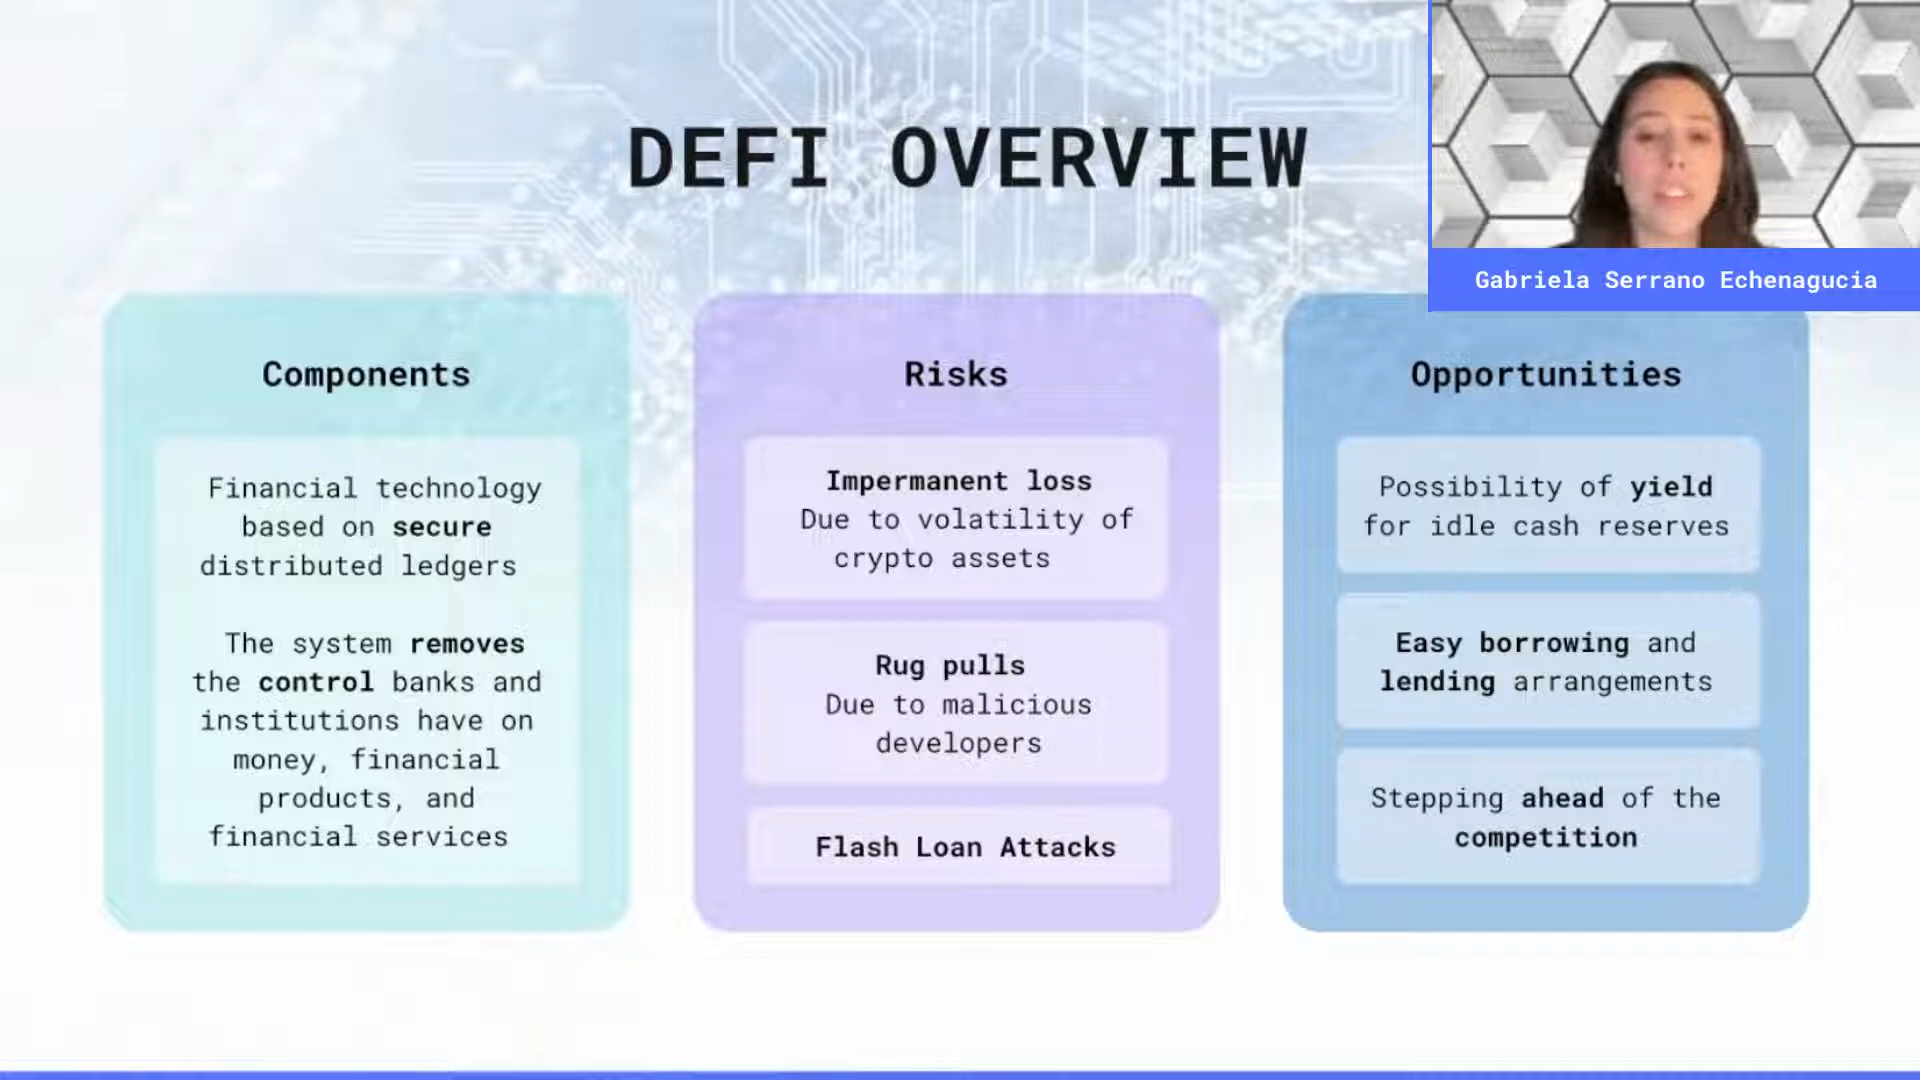 DEFI OVERVIEW
Gabriela Serrano Echenagucia
Components
Financial technology
based on secure
distributed ledgers
The system removes
the control banks and
institutions have on
money, financial
products, and
financial services
Risks
Impermanent loss
Due to volatility of
crypto assets
Rug pulls
Due to malicious
developers
Flash Loan Attacks
Opportunities
Possibility of yield
for idle cash reserves
Easy borrowing and
lending arrangements
Stepping ahead of the
competition